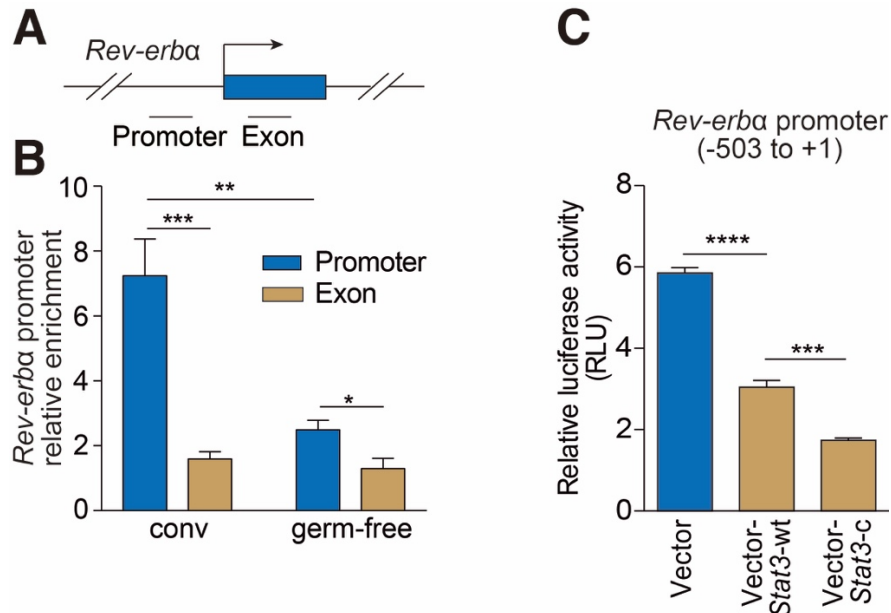 A
Rev-erbα
Promoter Exon
B
Rev-erbα promoter
relative enrichment
10
8
6
4
2
0
**
***
*
Promoter
Exon
conv germ-free
C
Rev-erbα promoter
(-503 to +1)
Relative luciferase activity
(RLU)
8
6
4
2
0
****
***
Vector
Vector-
Stat3-wt
Vector-
Stat3-c